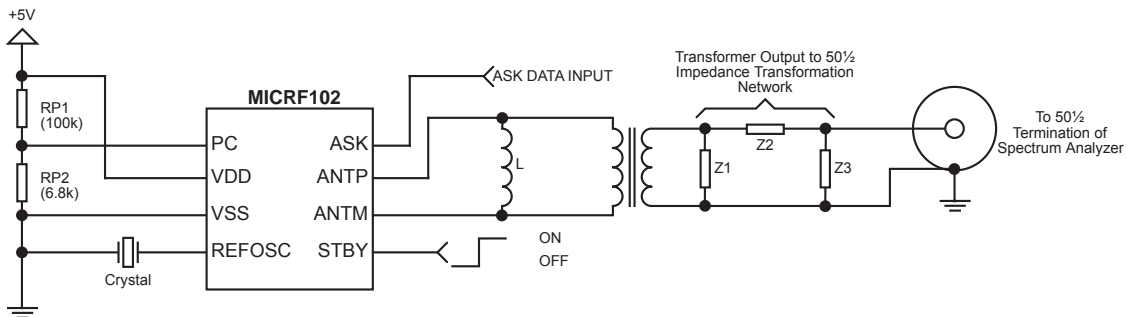 +5V
RP1
(100k)
RP2
(6.8k)
Crystal
MICRF102
PC
VDD
VSS
REFOSC
ASK
ANTP
ANTM
STBY
ASK DATA INPUT
ON
OFF
L
Transformer Output to 50½
Impedance Transformation
Network
Z1
Z2
Z3
To 50½
Termination of
Spectrum Analyzer